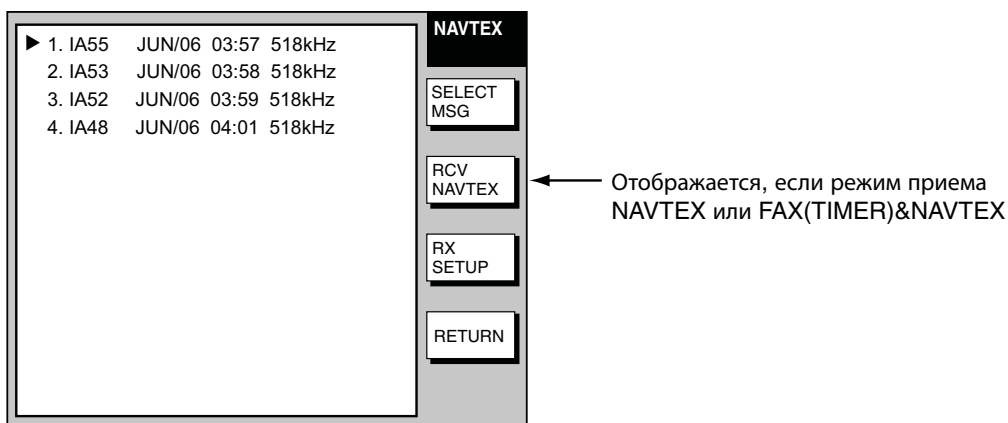 NAVTEX
▶ 1. IA55 JUN/06 03:57 518kHz
2. IA53 JUN/06 03:58 518kHz
3. IA52 JUN/06 03:59 518kHz
4. IA48 JUN/06 04:01 518kHz
SELECT
MSG
RCV
NAVTEX
RX
SETUP
RETURN
Отображается, если режим приема
NAVTEX или FAX(TIMER)&NAVTEX